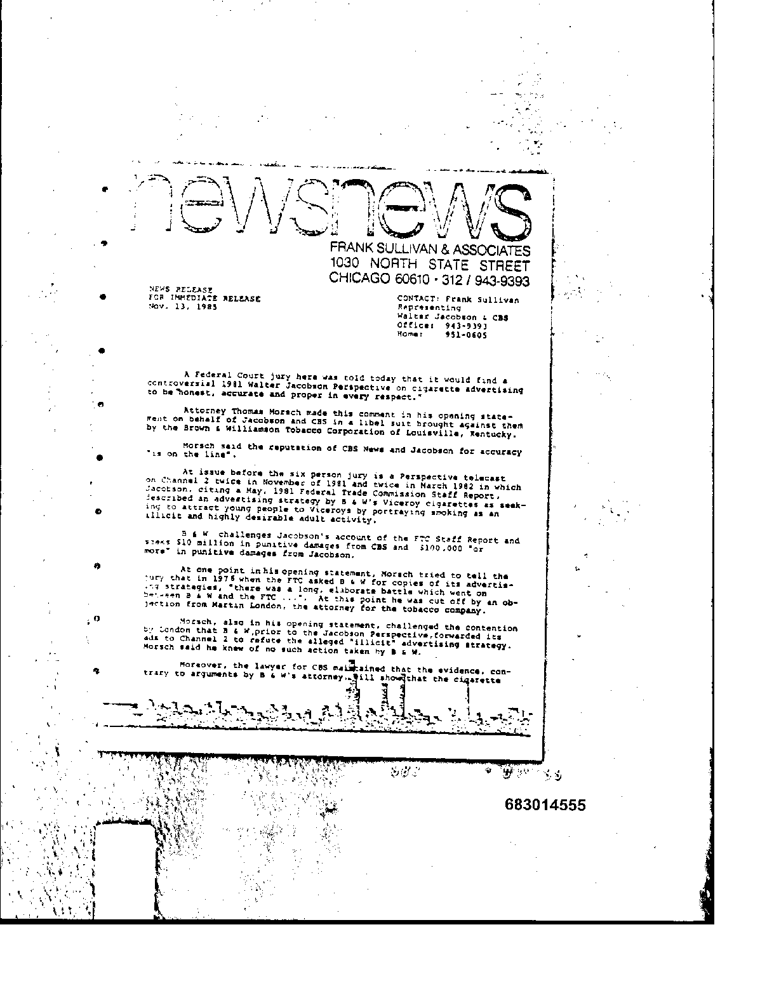 newsnews
FRANK SULLIVAN & ASSOCIATES
1030 NORTH STATE STREET
CHICAGO 60610 • 312 / 943-9393
NEWS RELEASE
FOR IMMEDIATE RELEASE
Nov. 13, 1985
CONTACT: Frank Sullivan
Representing
Walter Jacobson & CBS
Office: 943-9393
Home: 951-0605
A Federal Court jury here was told today that it would find a
controversial 1981 Walter Jacobson Perspective on cigarette advertising
to be "honest, accurate and proper in every respect."
Attorney Thomas Morsch made this comment in his opening state-
ment on behalf of Jacobson and CBS in a libel suit brought against them
by the Brown & Williamson Tobacco Corporation of Louisville, Kentucky.
Morsch said the reputation of CBS News and Jacobson for accuracy
"is on the line".
At issue before the six person jury is a Perspective telecast
on Channel 2 twice in November of 1981 and twice in March 1982 in which
Jacobson, citing a May, 1981 Federal Trade Commission Staff Report,
described an advertising strategy by B & W's Viceroy cigarettes as seek-
ing to attract young people to Viceroys by portraying smoking as an
illicit and highly desirable adult activity.
B & W challenges Jacobson's account of the FTC Staff Report and
seeks $10 million in punitive damages from CBS and $100,000 "or
more" in punitive damages from Jacobson.
At one point in his opening statement, Morsch tried to tell the
jury that in 1976 when the FTC asked B & W for copies of its advertis-
ing strategies, "there was a long, elaborate battle which went on
between B & W and the FTC ...". At this point he was cut off by an ob-
jection from Martin London, the attorney for the tobacco company.
Morsch, also in his opening statement, challenged the contention
by London that B & W,prior to the Jacobson Perspective,forwarded its
ads to Channel 2 to refute the alleged "illicit" advertising strategy.
Morsch said he knew of no such action taken by B & W.
Moreover, the lawyer for CBS maintained that the evidence, con-
trary to arguments by B & W's attorney, will show that the cigarette
683014555